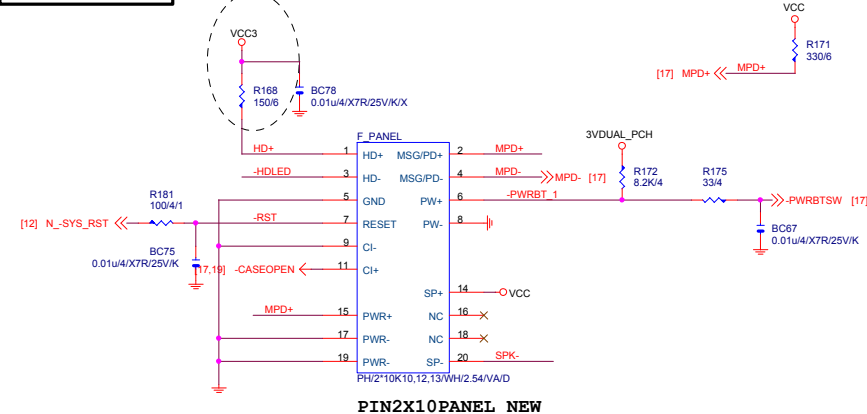 VCC
VCC3
R171
330/6
[17] MPD+ MPD+
R168
150/6
BC78
0.01u/4/X7R/25V/K/X
F_PANEL
3VDUAL_PCH
HD+ 1 HD+ MSG/PD+ 2 MPD+
-HDLED 3 HD- MSG/PD- 4 MPD- MPD- [17]
R172
8.2K/4
R175
33/4
5 GND PW+ 6 -PWRBT_1 -PWRBTSW [17]
R181
100/4/1
[12] N_-SYS_RST -RST 7 RESET PW- 8
BC67
0.01u/4/X7R/25V/K
9 CI-
BC75
0.01u/4/X7R/25V/K
[17,19] -CASEOPEN 11 CI+
SP+ 14 VCC
MPD+ 15 PWR+ NC 16
17 PWR- NC 18
19 PWR- SP- 20 SPK-
PH/2*10K10,12,13/WH/2.54/VA/D
PIN2X10PANEL NEW